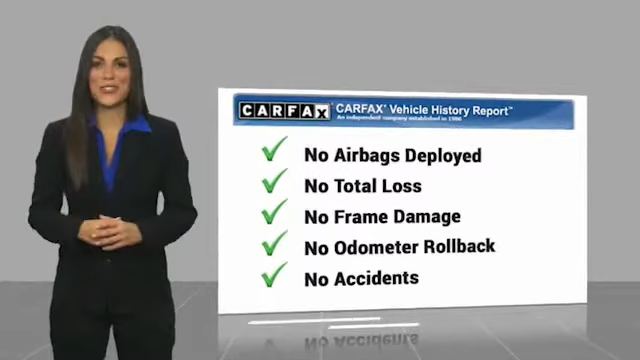 CARFAX CARFAX® Vehicle History Report™
An independent company established in 1986
No Airbags Deployed
No Total Loss
No Frame Damage
No Odometer Rollback
No Accidents